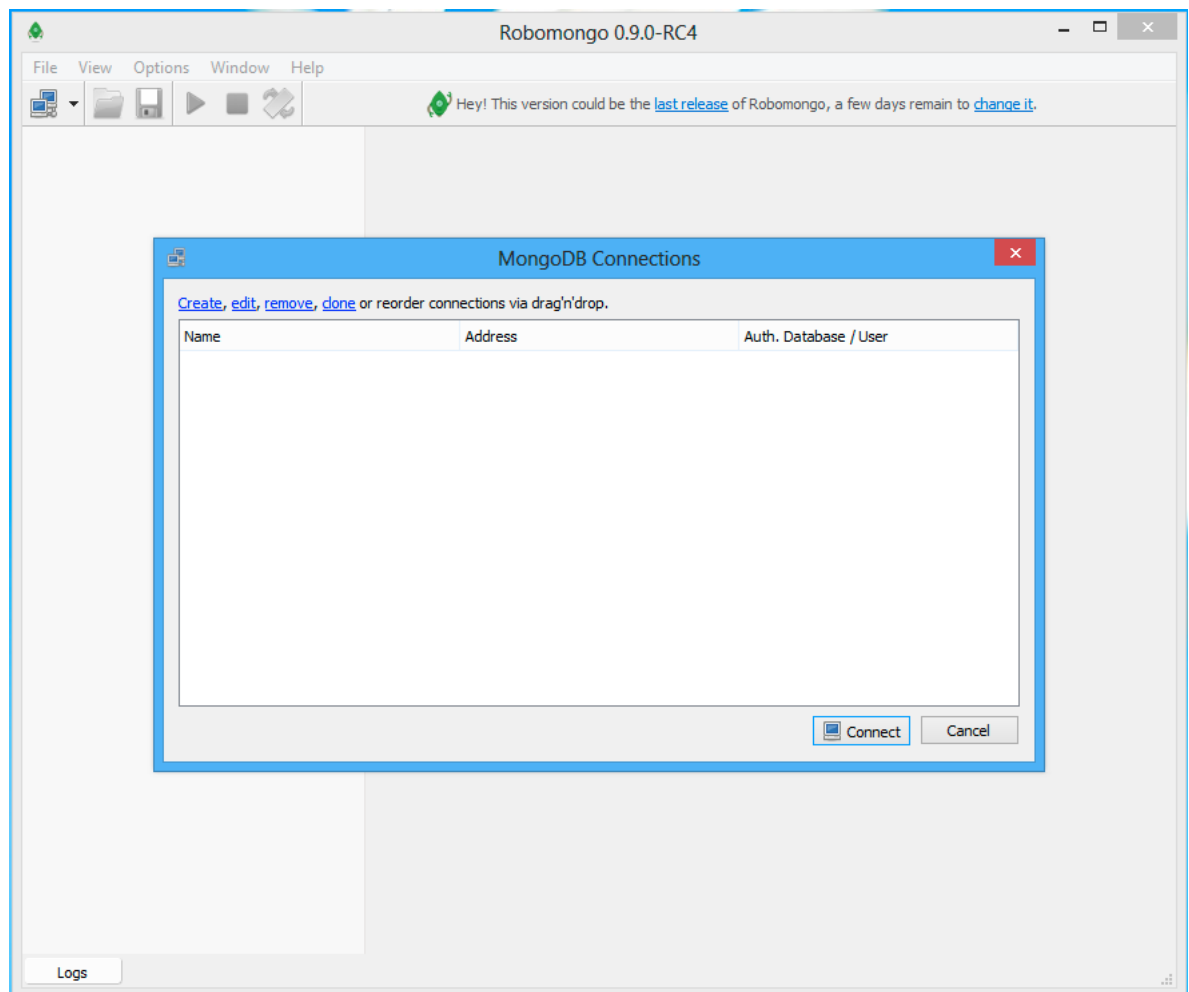 Robomongo 0.9.0-RC4
File View Options Window Help
Hey! This version could be the last release of Robomongo, a few days remain to change it.
MongoDB Connections
Create, edit, remove, clone or reorder connections via drag'n'drop.
Name Address Auth. Database / User
Connect Cancel
Logs